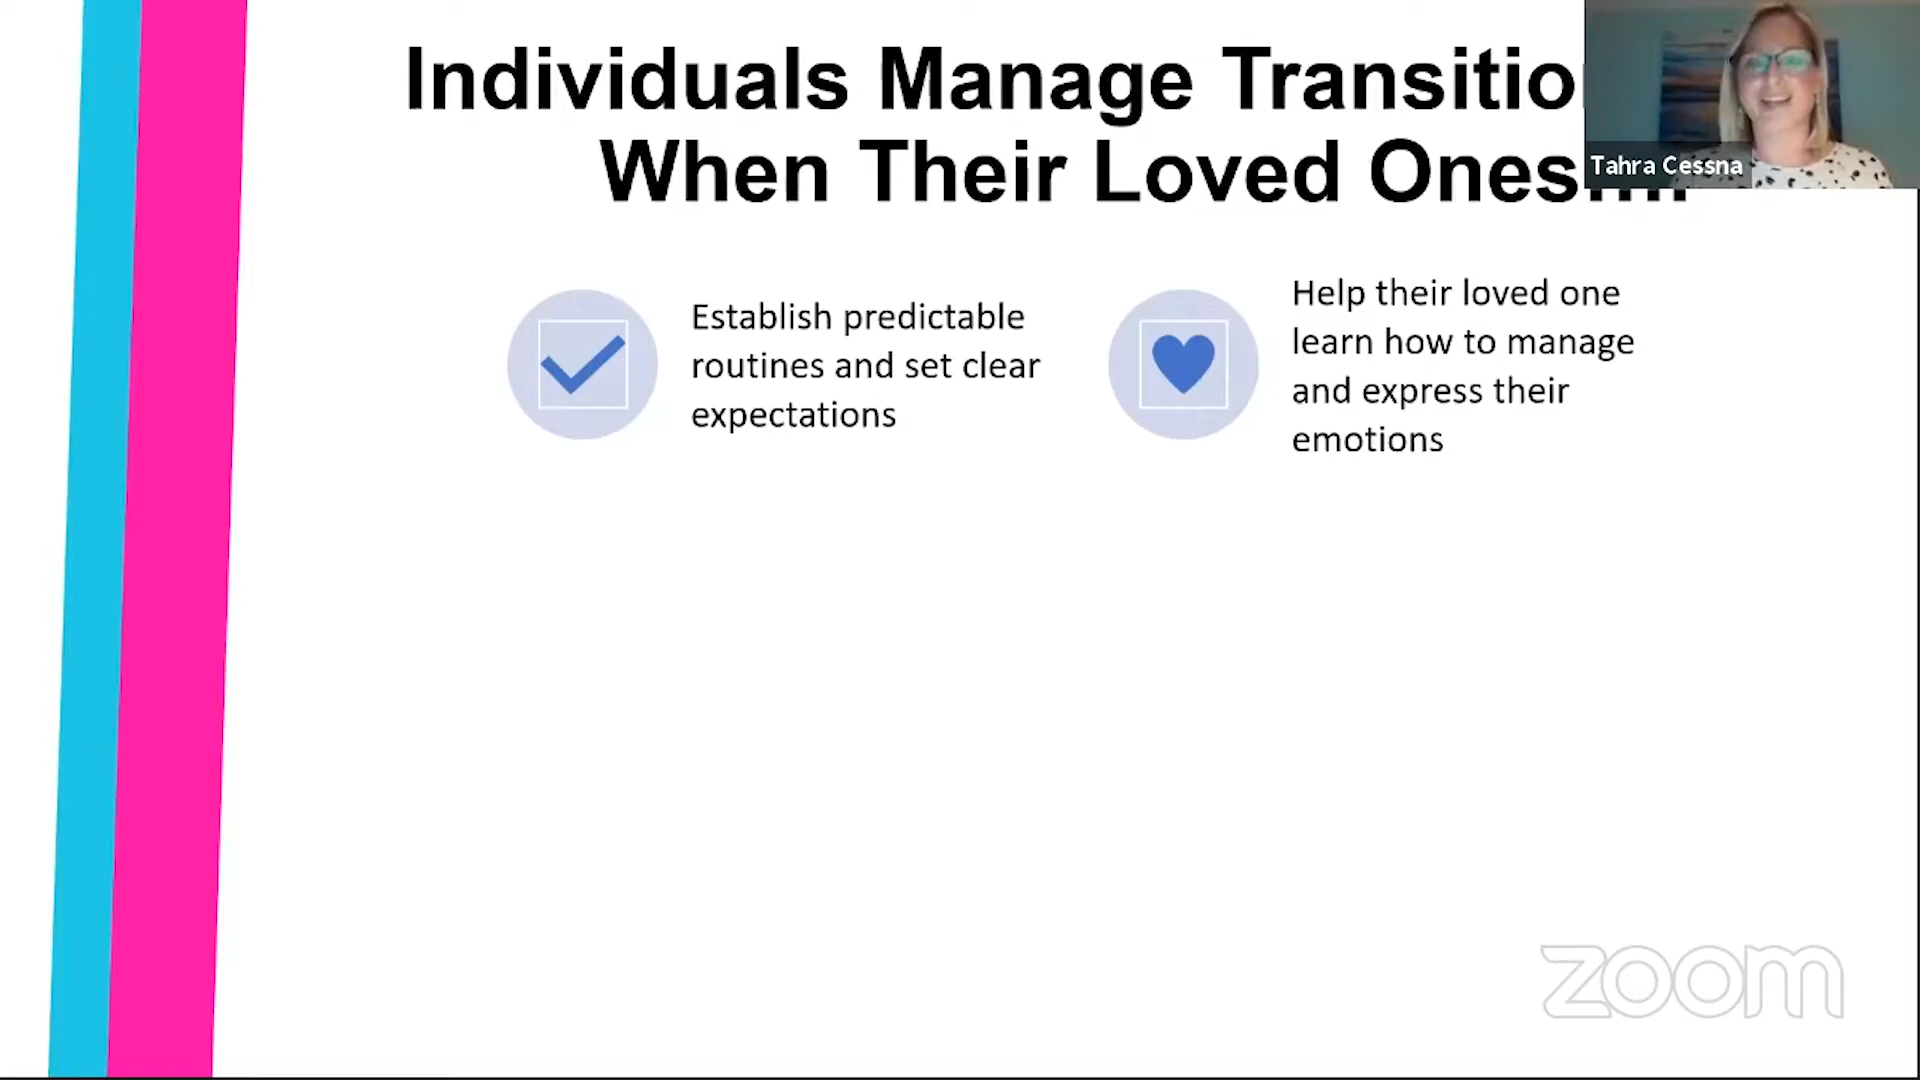 Individuals Manage Transitio
When Their Loved Ones....
Tahra Cessna
Establish predictable
routines and set clear
expectations
Help their loved one
learn how to manage
and express their
emotions
zoom